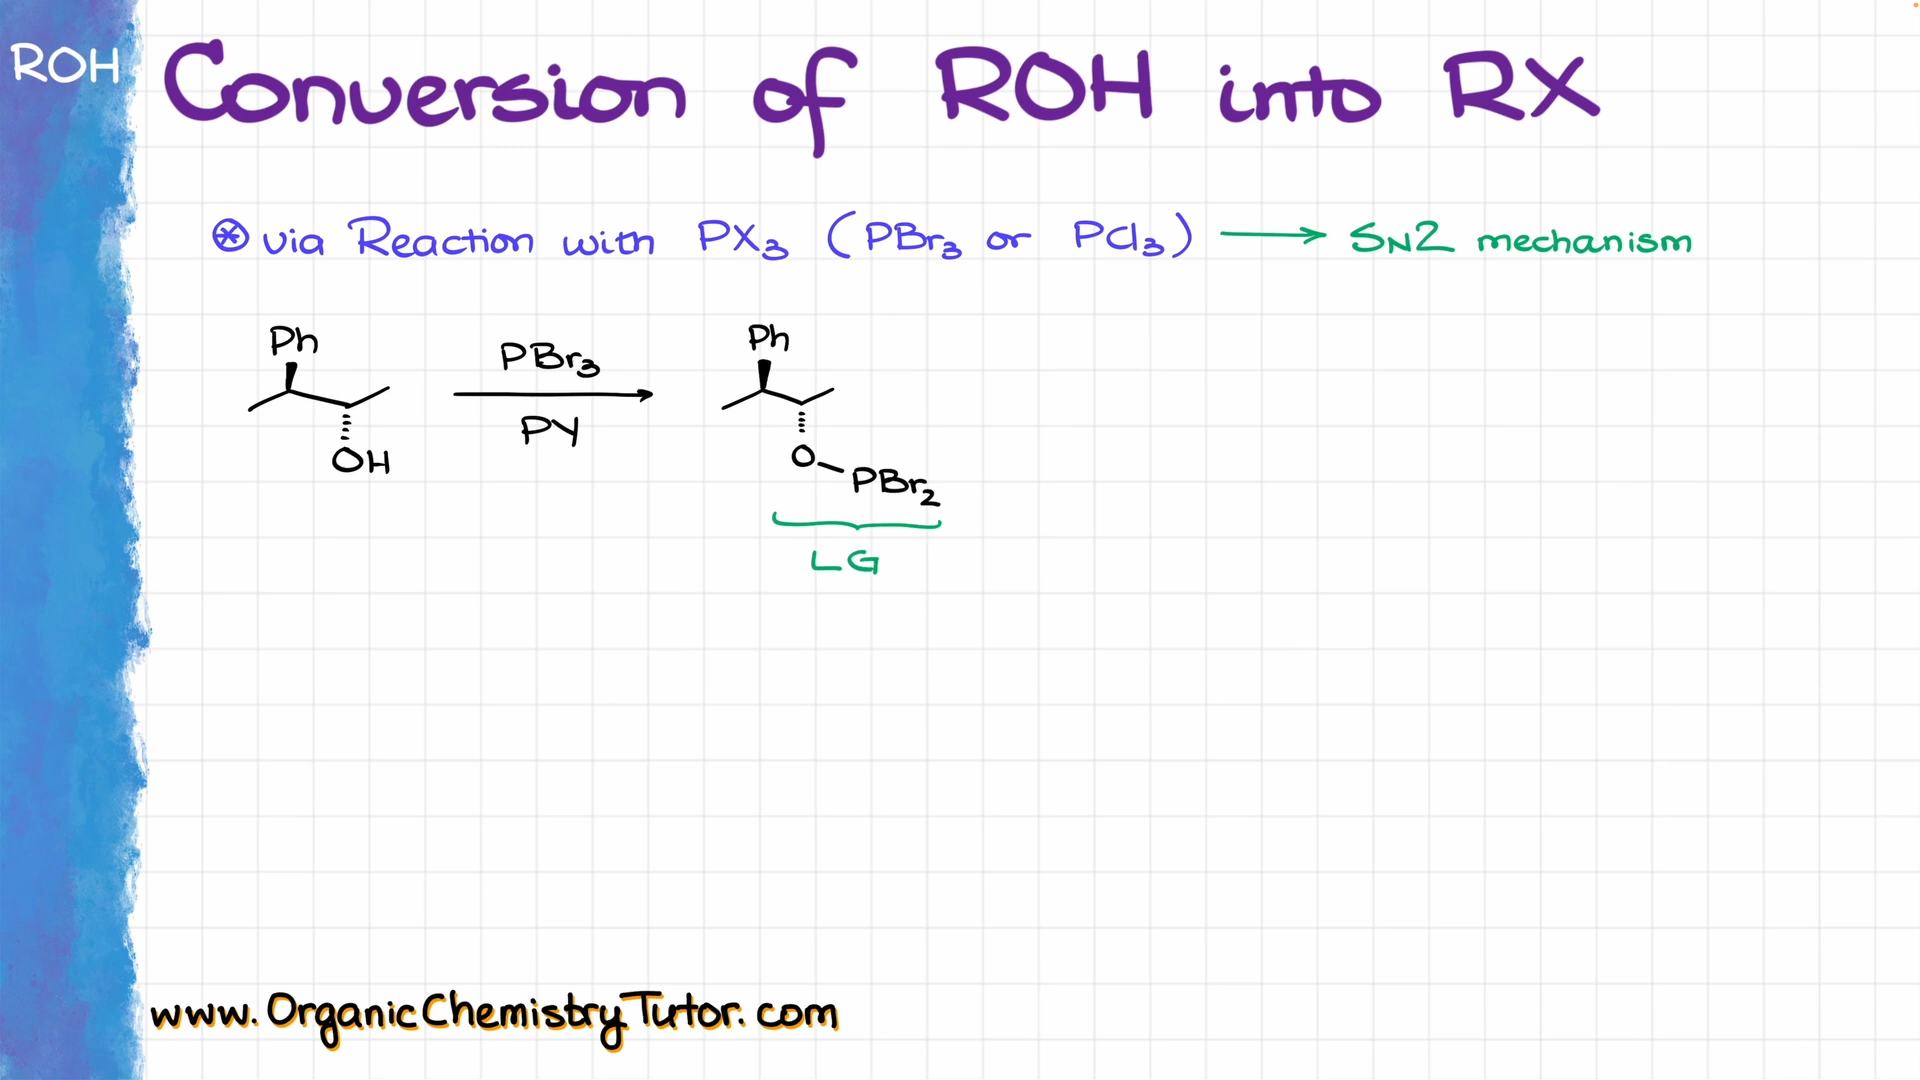 ROH
Conversion of ROH into RX
⊛ via Reaction with PX₃ (PBr₃ or PCl₃) ⟶ SN2 mechanism
Ph
OH
PBr₃
PY
Ph
O
PBr₂
LG
www.OrganicChemistryTutor.com